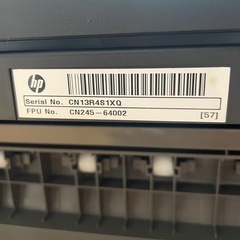 hp
Serial No. CN13R4S1XQ
FPU No. CN245-64002 [57]